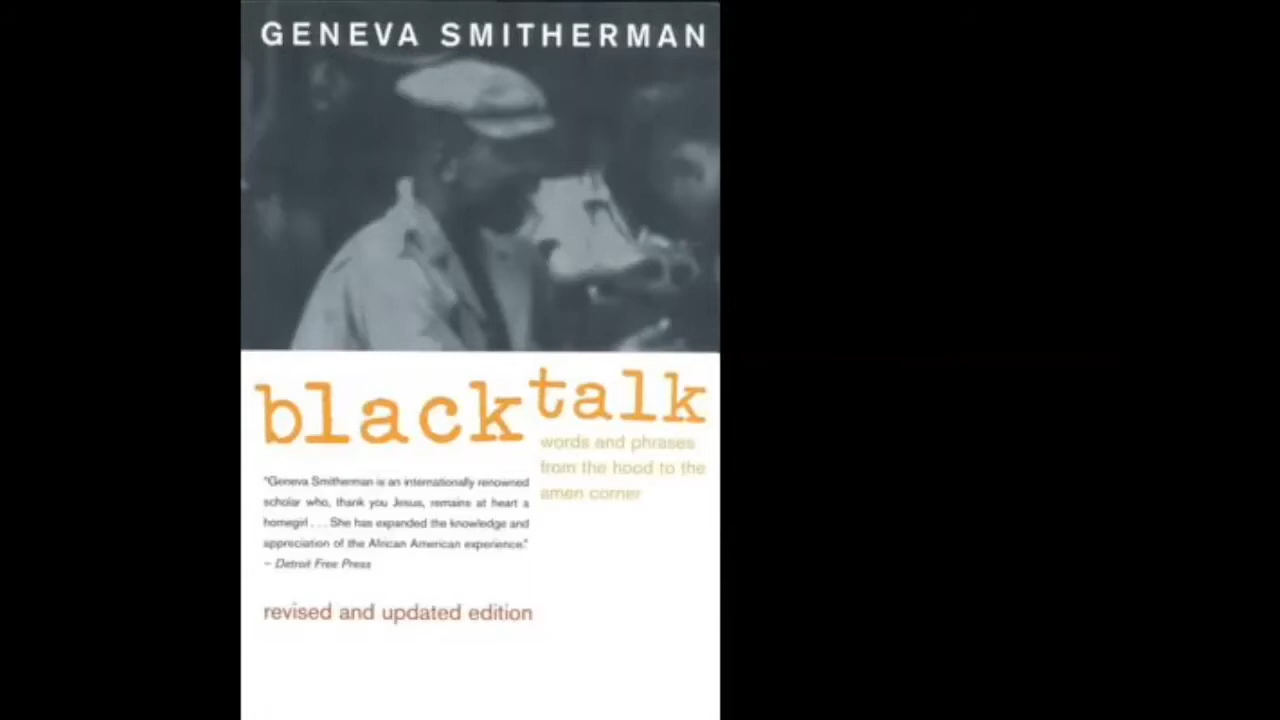 GENEVA SMITHERMAN
black talk
words and phrases
from the hood to the
amen corner
"Geneva Smitherman is an internationally renowned
scholar who, thank you Jesus, remains at heart a
homegirl . . . She has expanded the knowledge and
appreciation of the African American experience."
– Detroit Free Press
revised and updated edition